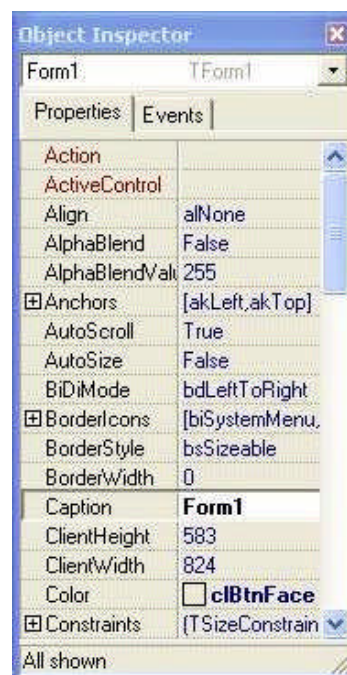 Object Inspector
Form1 TForm1
Properties Events
Action
ActiveControl
Align alNone
AlphaBlend False
AlphaBlendValu 255
Anchors [akLeft,akTop]
AutoScroll True
AutoSize False
BiDiMode bdLeftToRight
BorderIcons [biSystemMenu,
BorderStyle bsSizeable
BorderWidth 0
Caption Form1
ClientHeight 583
ClientWidth 824
Color clBtnFace
Constraints (TSizeConstrain
All shown